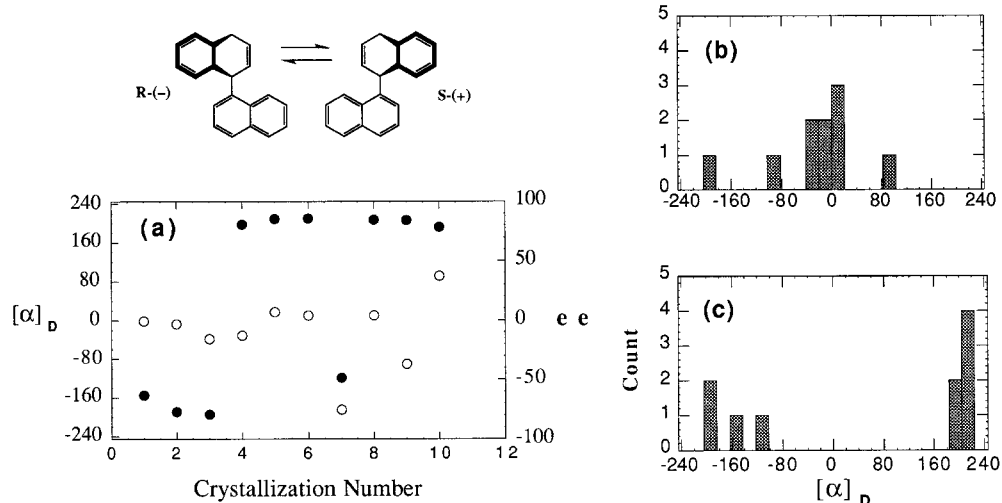 R-(−)
S-(+)
(a)
240
160
80
0
-80
-160
-240
[α]D
100
50
0
-50
-100
e e
0 2 4 6 8 10 12
Crystallization Number
(b)
5
4
3
2
1
0
-240 -160 -80 0 80 160 240
(c)
Count
5
4
3
2
1
0
-240 -160 -80 0 80 160 240
[α]D